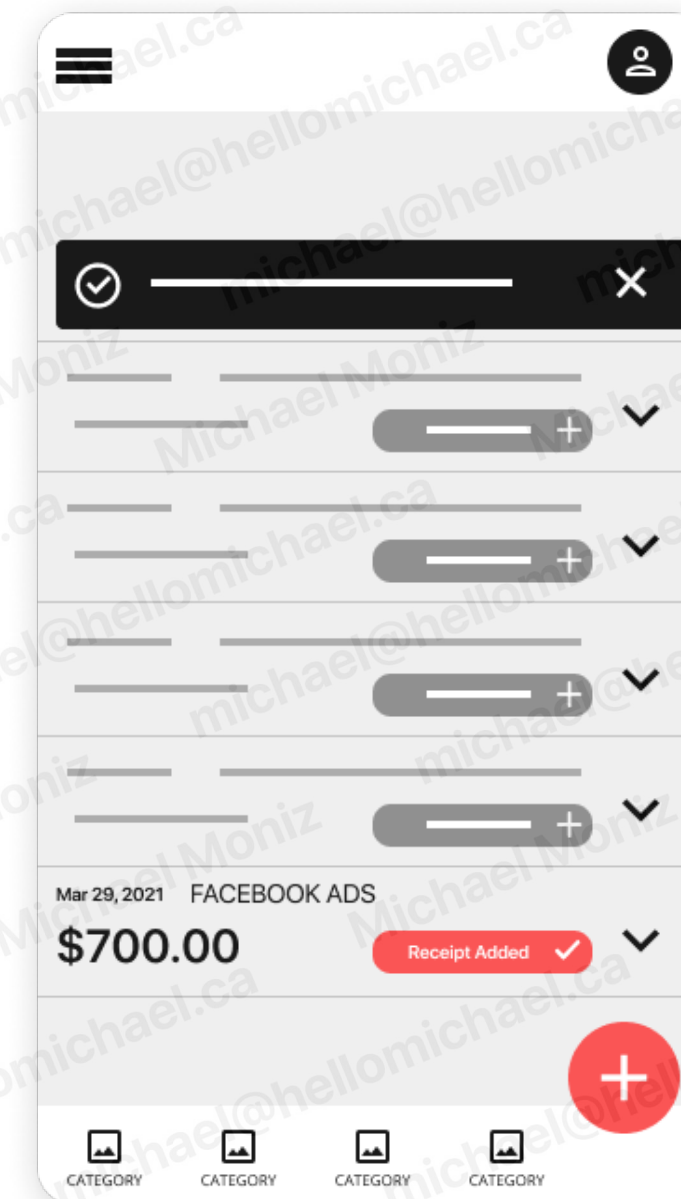 michael.ca
michael@hellomichael.ca
Michael Moniz
Mar 29, 2021 FACEBOOK ADS
$700.00 Receipt Added
CATEGORY CATEGORY CATEGORY CATEGORY